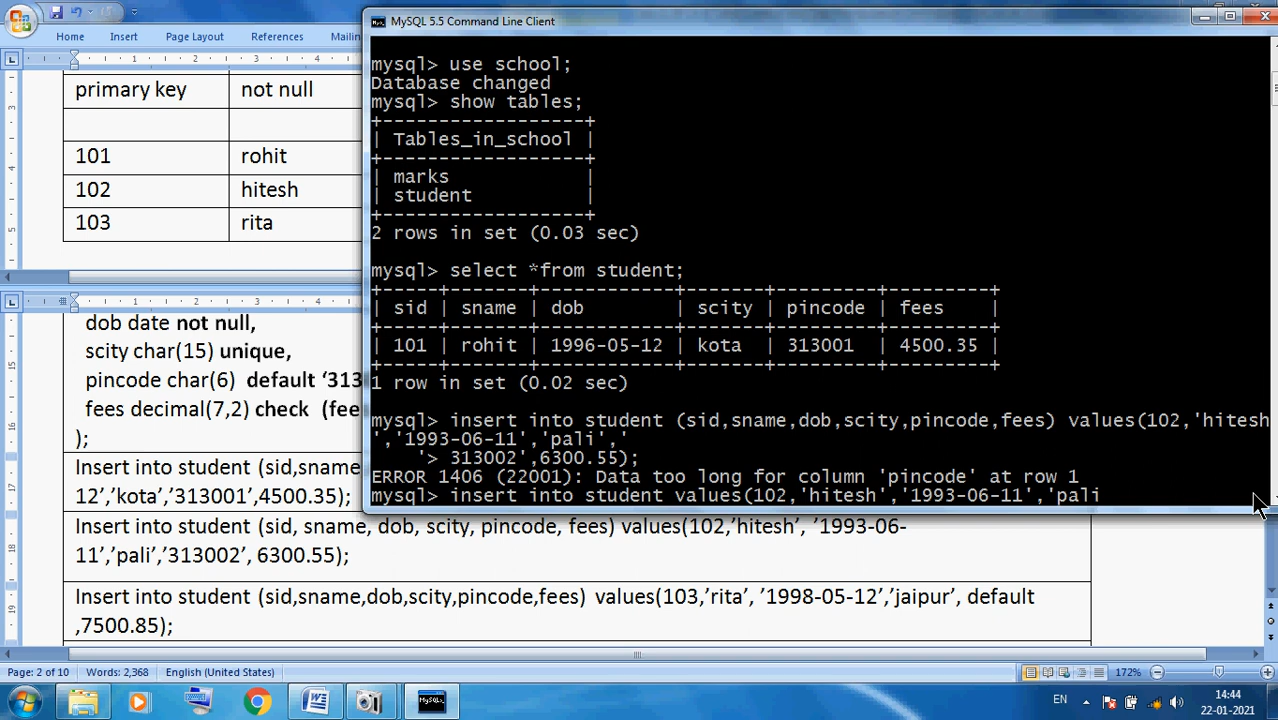 MySQL 5.5 Command Line Client
Home Insert Page Layout References Mailin
primary key not null
101 rohit
102 hitesh
103 rita
dob date not null,
scity char(15) unique,
pincode char(6) default ‘313
fees decimal(7,2) check (fee
);
Insert into student (sid,sname
12’,’kota’,’313001’,4500.35);
Insert into student (sid, sname, dob, scity, pincode, fees) values(102,’hitesh’, ’1993-06-
11’,’pali’,’313002’, 6300.55);
Insert into student (sid,sname,dob,scity,pincode,fees) values(103,’rita’, ’1998-05-12’,’jaipur’, default
,7500.85);
mysql> use school;
Database changed
mysql> show tables;
+------------------+
| Tables_in_school |
+------------------+
| marks |
| student |
+------------------+
2 rows in set (0.03 sec)
mysql> select *from student;
+-----+-------+------------+-------+---------+---------+
| sid | sname | dob | scity | pincode | fees |
+-----+-------+------------+-------+---------+---------+
| 101 | rohit | 1996-05-12 | kota | 313001 | 4500.35 |
+-----+-------+------------+-------+---------+---------+
1 row in set (0.02 sec)
mysql> insert into student (sid,sname,dob,scity,pincode,fees) values(102,'hitesh
','1993-06-11','pali','
'> 313002',6300.55);
ERROR 1406 (22001): Data too long for column 'pincode' at row 1
mysql> insert into student values(102,'hitesh','1993-06-11','pali
Page: 2 of 10 Words: 2,368 English (United States) 172%
EN 14:44
22-01-2021